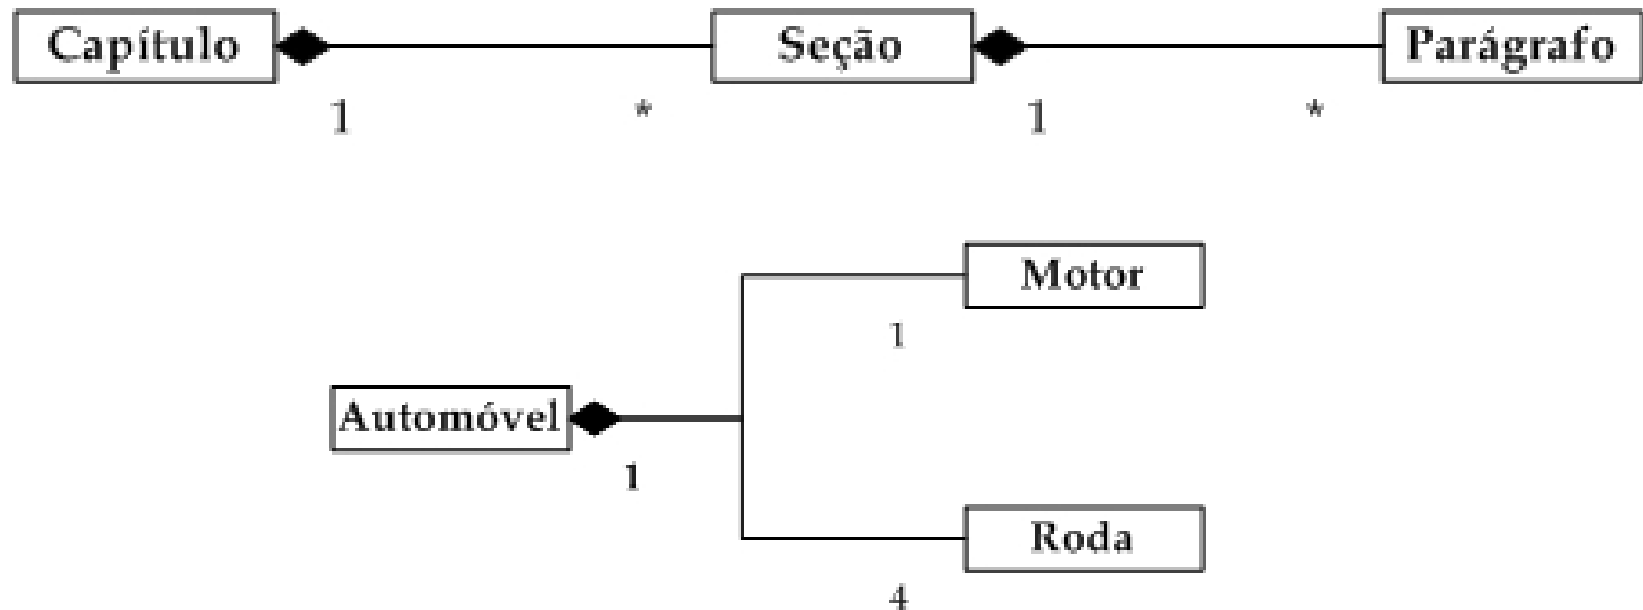 Capítulo Seção Parágrafo
1 * 1 *
Motor
1
Automóvel
1
Roda
4